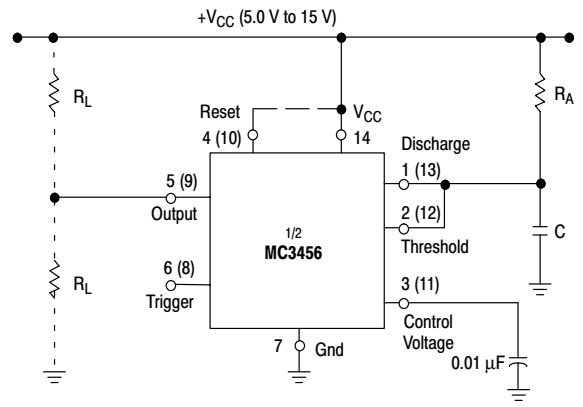 +VCC (5.0 V to 15 V)
RL
Reset
VCC
RA
4 (10)
14
Discharge
5 (9)
1 (13)
Output
1/2
MC3456
2 (12)
Threshold
C
6 (8)
RL
Trigger
3 (11)
Control
Voltage
7
Gnd
0.01 µF